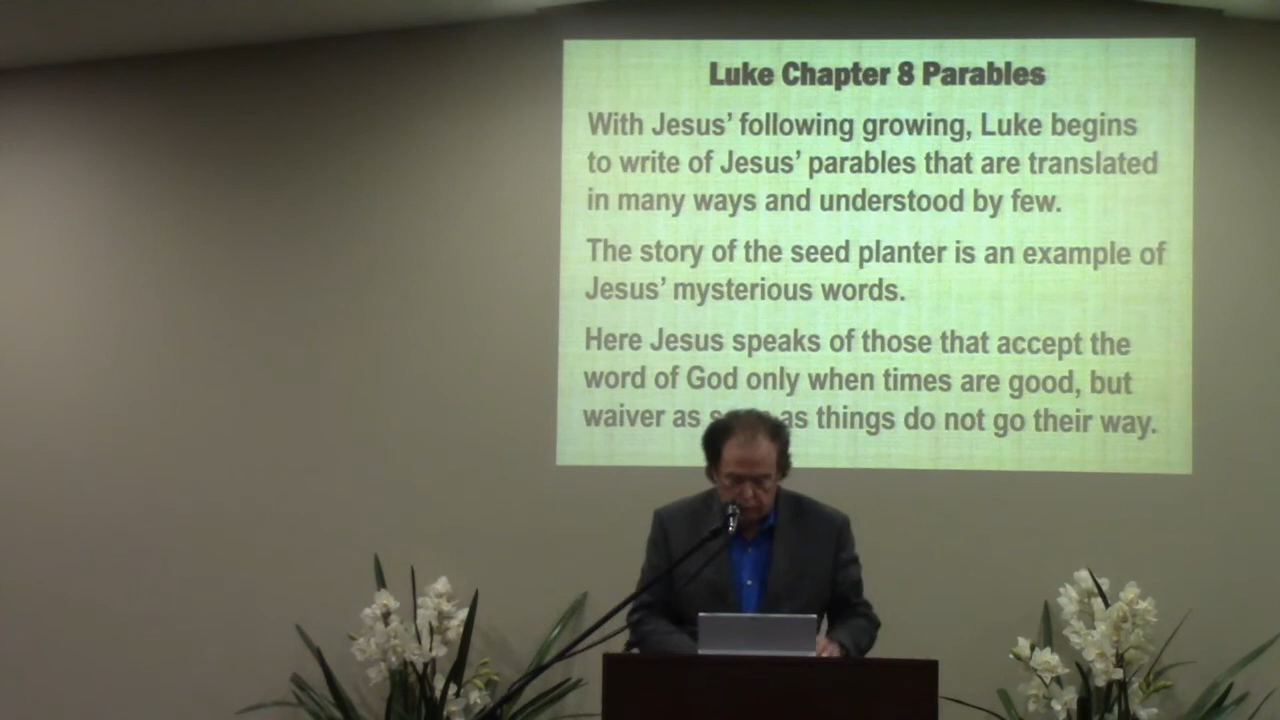 Luke Chapter 8 Parables
With Jesus’ following growing, Luke begins
to write of Jesus’ parables that are translated
in many ways and understood by few.
The story of the seed planter is an example of
Jesus’ mysterious words.
Here Jesus speaks of those that accept the
word of God only when times are good, but
waiver as as things do not go their way.